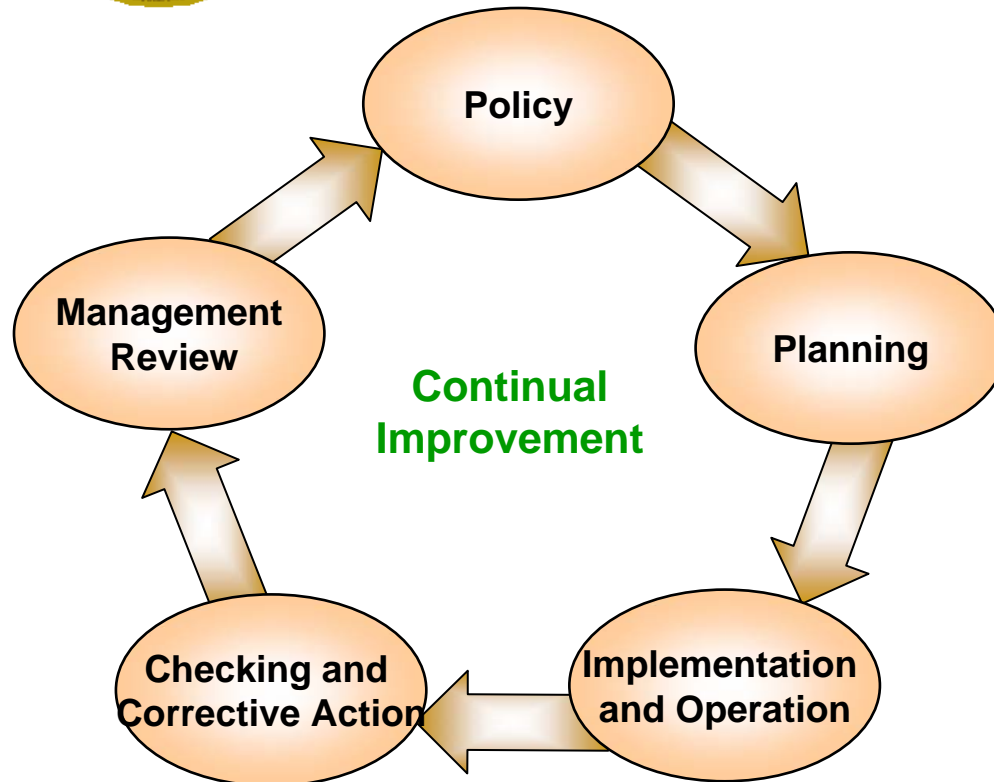 Policy
Planning
Implementation
and Operation
Checking and
Corrective Action
Management
Review
Continual
Improvement